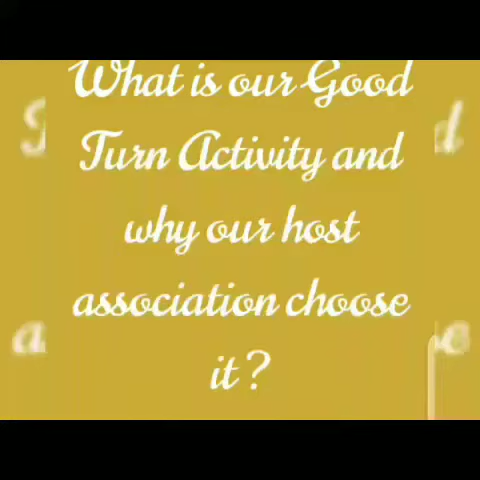 What is our Good
Turn Activity and
why our host
association choose
it?